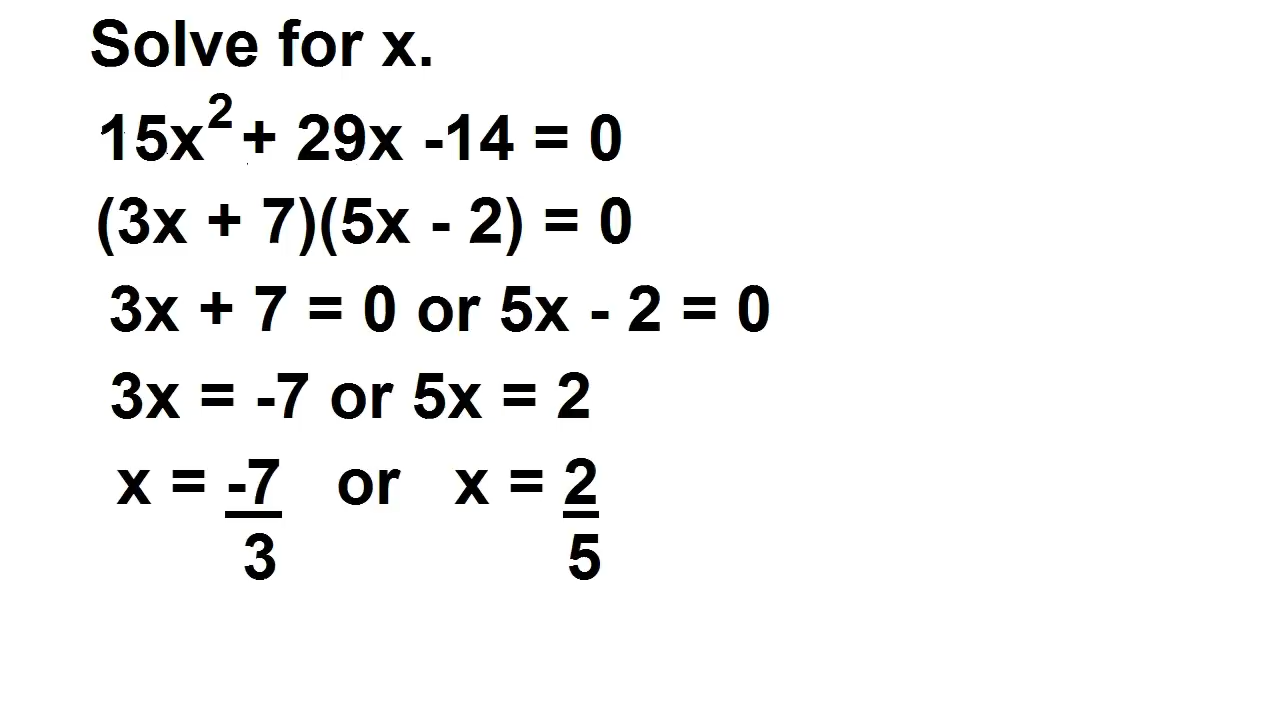 Solve for x.
15x² + 29x -14 = 0
(3x + 7)(5x - 2) = 0
3x + 7 = 0 or 5x - 2 = 0
3x = -7 or 5x = 2
x = -7 or x = 2
3 5